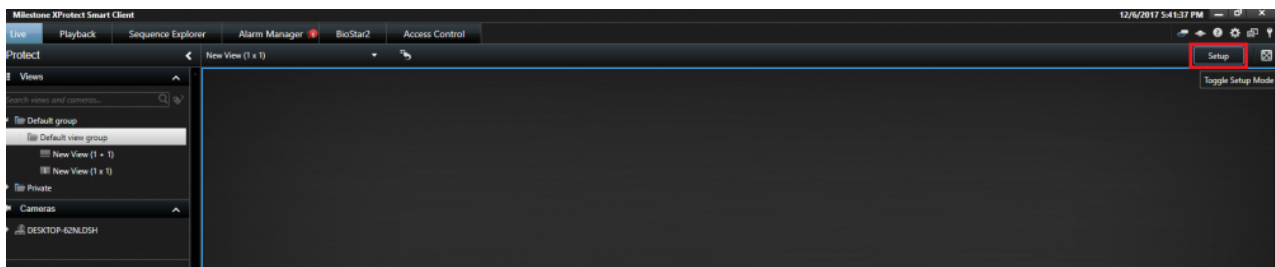 Milestone XProtect Smart Client 12/6/2017 5:41:37 PM
Live Playback Sequence Explorer Alarm Manager BioStar2 Access Control
Protect New View (1 x 1) Setup
Views Toggle Setup Mode
Search views and cameras...
Default group
Default view group
New View (1 + 1)
New View (1 x 1)
Private
Cameras
DESKTOP-62NLDSH